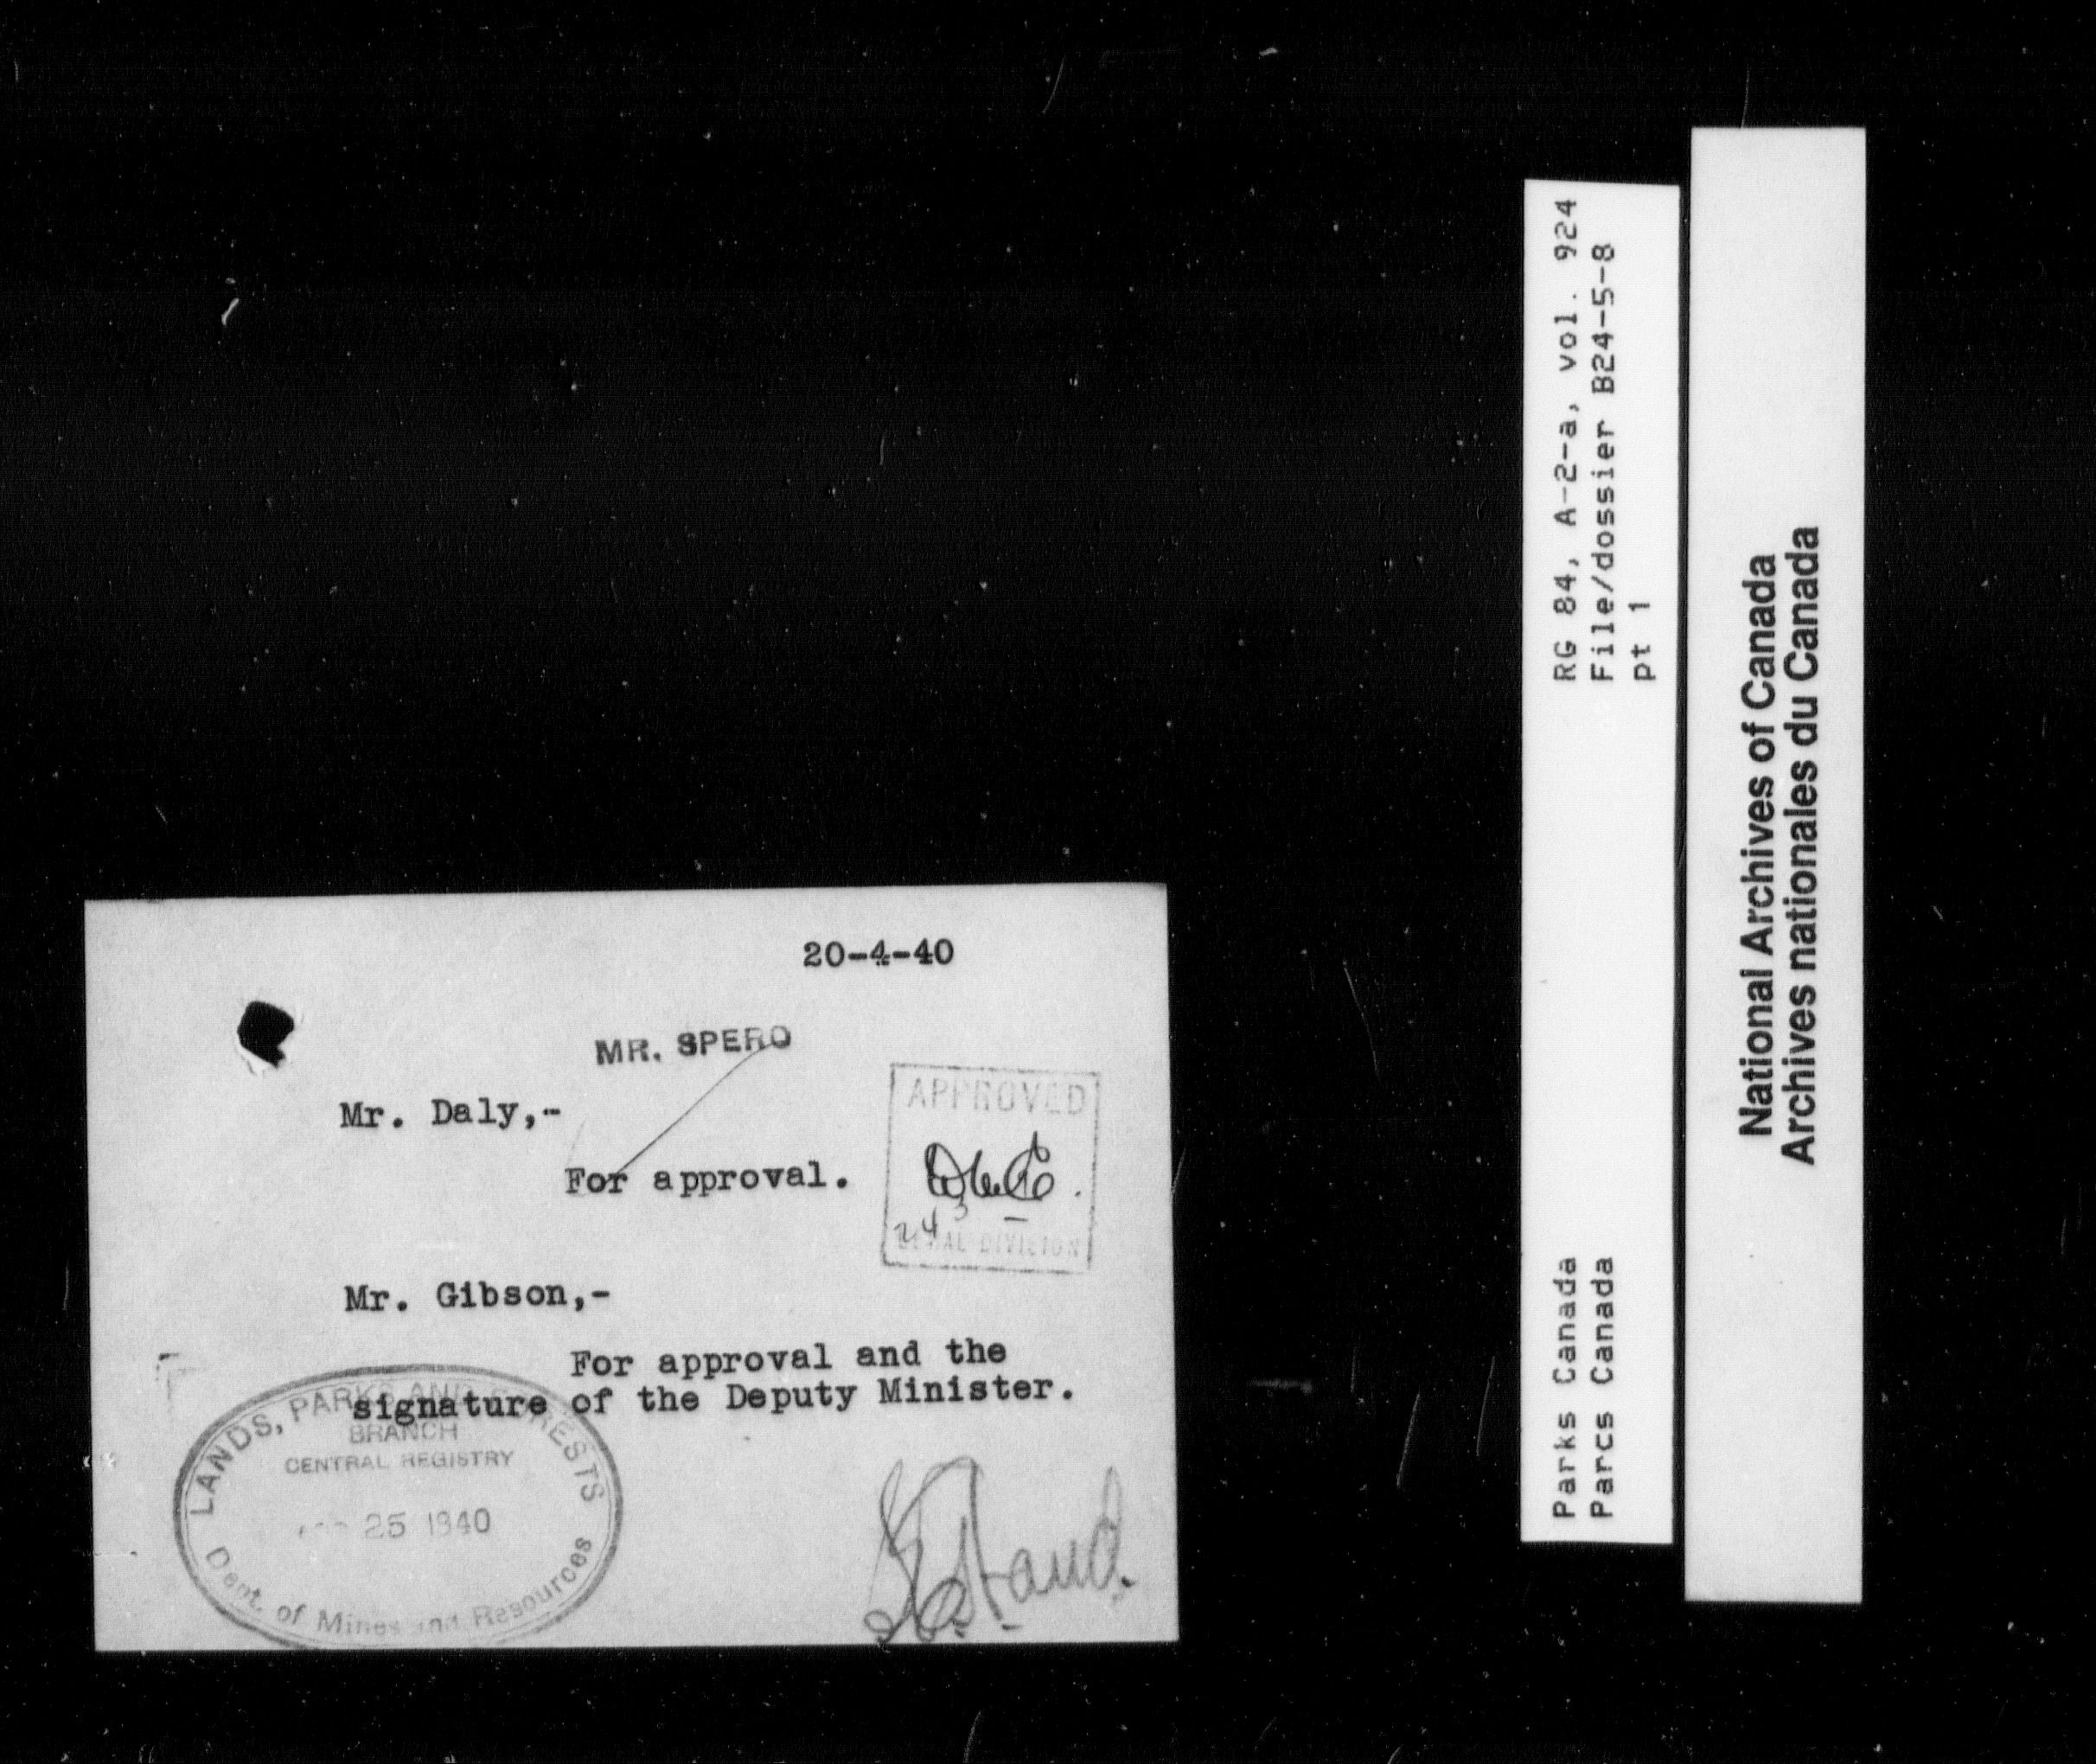 20-4-40
MR. SPERO
Mr. Daly,-
For approval.
APPROVED
24
LEGAL DIVISION
Mr. Gibson,-
For approval and the
signature of the Deputy Minister.
LANDS, PARKS AND FORESTS
BRANCH
CENTRAL REGISTRY
25 1940
Dept. of Mines and Resources
RG 84, A-2-a, vol. 924
File/dossier B24-5-8
pt 1
Parks Canada
Parcs Canada
National Archives of Canada
Archives nationales du Canada